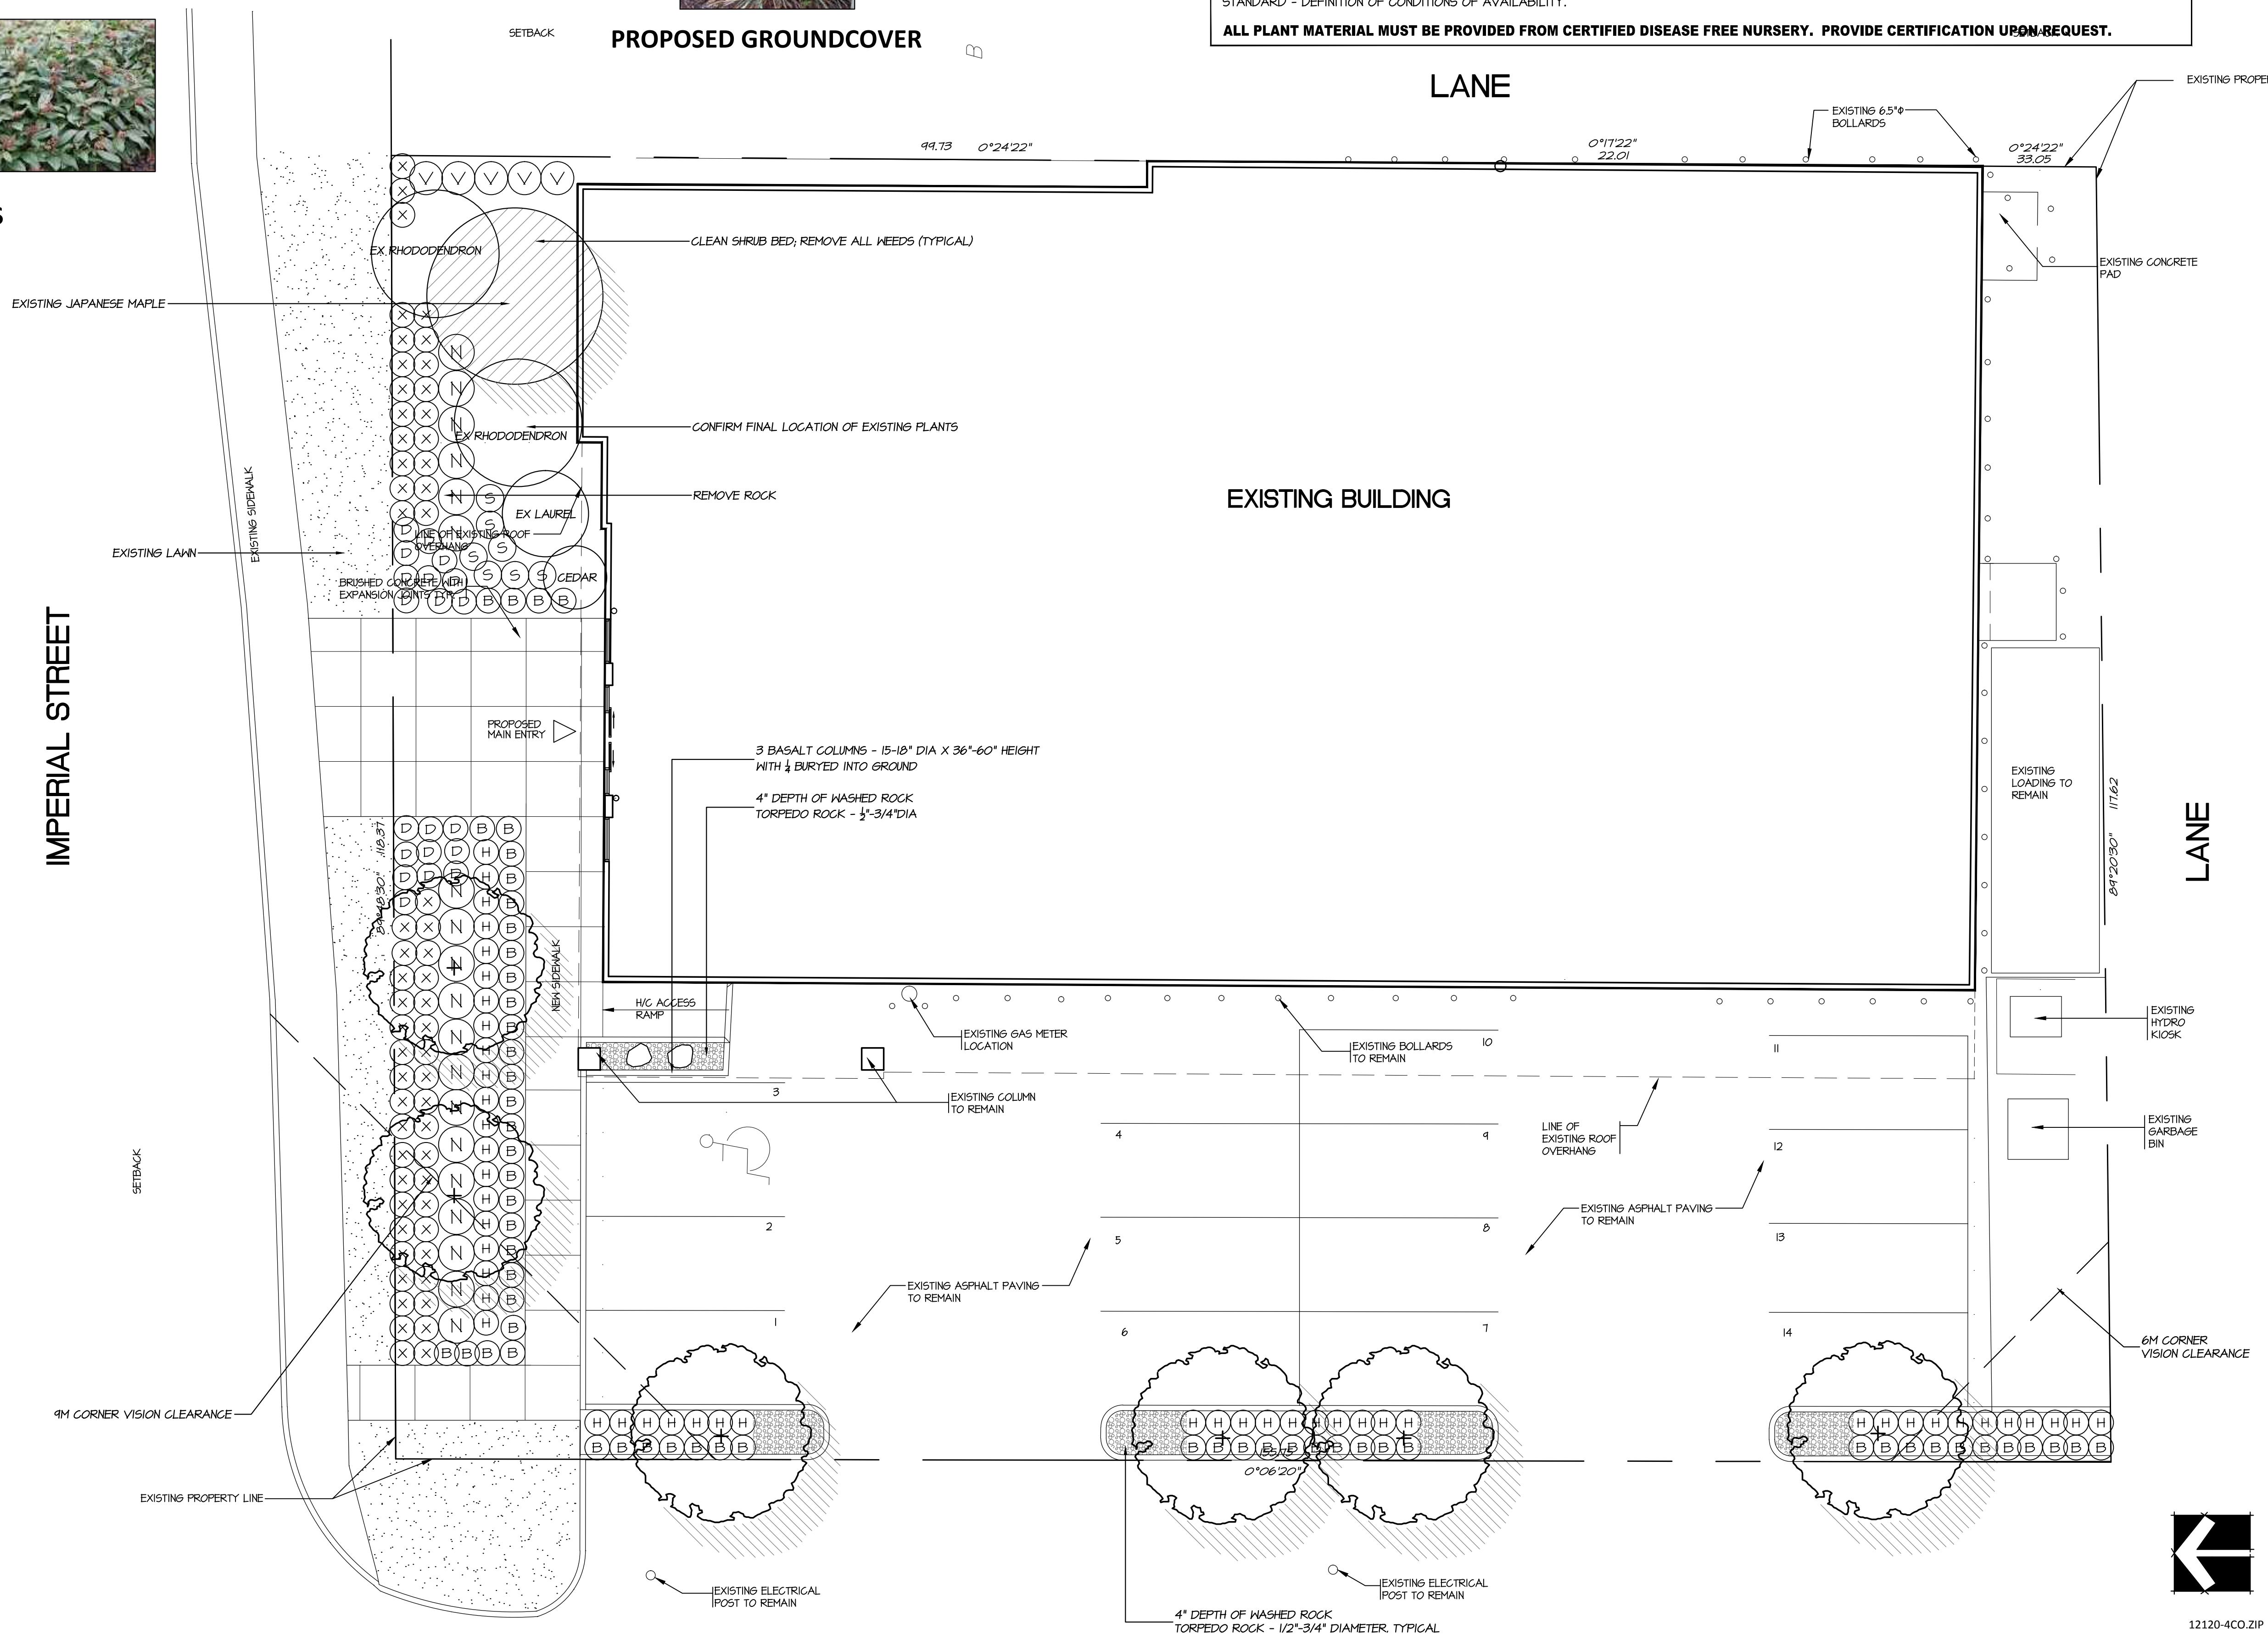 STANDARD - DEFINITION OF CONDITIONS OF AVAILABILITY.
ALL PLANT MATERIAL MUST BE PROVIDED FROM CERTIFIED DISEASE FREE NURSERY. PROVIDE CERTIFICATION UPON REQUEST.
SETBACK
SETBACK
PROPOSED GROUNDCOVER
B
S
LANE
EXISTING 6.5"Φ
BOLLARDS
99.73 0°24'22"
0°17'22"
22.01
0°24'22"
33.05
V V V V V
X
X
X
EX RHODODENDRON
CLEAN SHRUB BED; REMOVE ALL WEEDS (TYPICAL)
EXISTING CONCRETE
PAD
EXISTING JAPANESE MAPLE
CONFIRM FINAL LOCATION OF EXISTING PLANTS
EX RHODODENDRON
REMOVE ROCK
EXISTING BUILDING
EX LAUREL
EXISTING SIDEWALK
LINE OF EXISTING ROOF
OVERHANG
EXISTING LAWN
CEDAR
BRUSHED CONCRETE WITH
EXPANSION JOINTS TYP.
IMPERIAL STREET
PROPOSED
MAIN ENTRY
3 BASALT COLUMNS - 15-18" DIA X 36"-60" HEIGHT
WITH ¼ BURYED INTO GROUND
4" DEPTH OF WASHED ROCK
TORPEDO ROCK - ½"-3/4"DIA
EXISTING
LOADING TO
REMAIN
89°20'30" 117.62
LANE
89°48'30" 118.37
D D D B B
D D D H B
NEW SIDEWALK
H/C ACCESS
RAMP
EXISTING GAS METER
LOCATION
EXISTING BOLLARDS
TO REMAIN
10
11
EXISTING
HYDRO
KIOSK
3
EXISTING COLUMN
TO REMAIN
LINE OF
EXISTING ROOF
OVERHANG
EXISTING
GARBAGE
BIN
4
9
12
SETBACK
EXISTING ASPHALT PAVING
TO REMAIN
2
5
8
13
EXISTING ASPHALT PAVING
TO REMAIN
1
6
7
14
6M CORNER
VISION CLEARANCE
X X B B B B
9M CORNER VISION CLEARANCE
H H H H H H H
B B B B B B B
H H H H H H H H H H
B B B B B B B B B B
H H H H H H H H H H
B B B B B B B B B B
155.75
0°06'20"
EXISTING PROPERTY LINE
EXISTING ELECTRICAL
POST TO REMAIN
EXISTING ELECTRICAL
POST TO REMAIN
4" DEPTH OF WASHED ROCK
TORPEDO ROCK - 1/2"-3/4" DIAMETER, TYPICAL
12120-4CO.ZIP